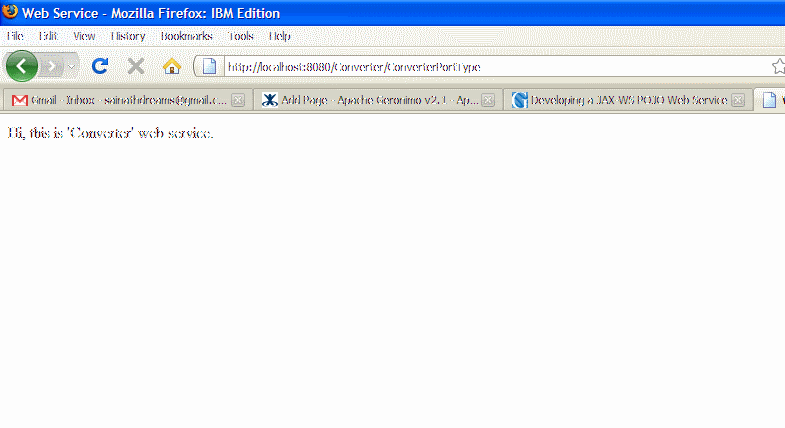 Web Service - Mozilla Firefox: IBM Edition
File Edit View History Bookmarks Tools Help
http://localhost:8080/Converter/ConverterPortType
Gmail - Inbox - sainathdreams@gmail.c... Add Page - Apache Geronimo v2.1 - Ap... Developing a JAX-WS POJO Web Service
Hi, this is 'Converter' web service.